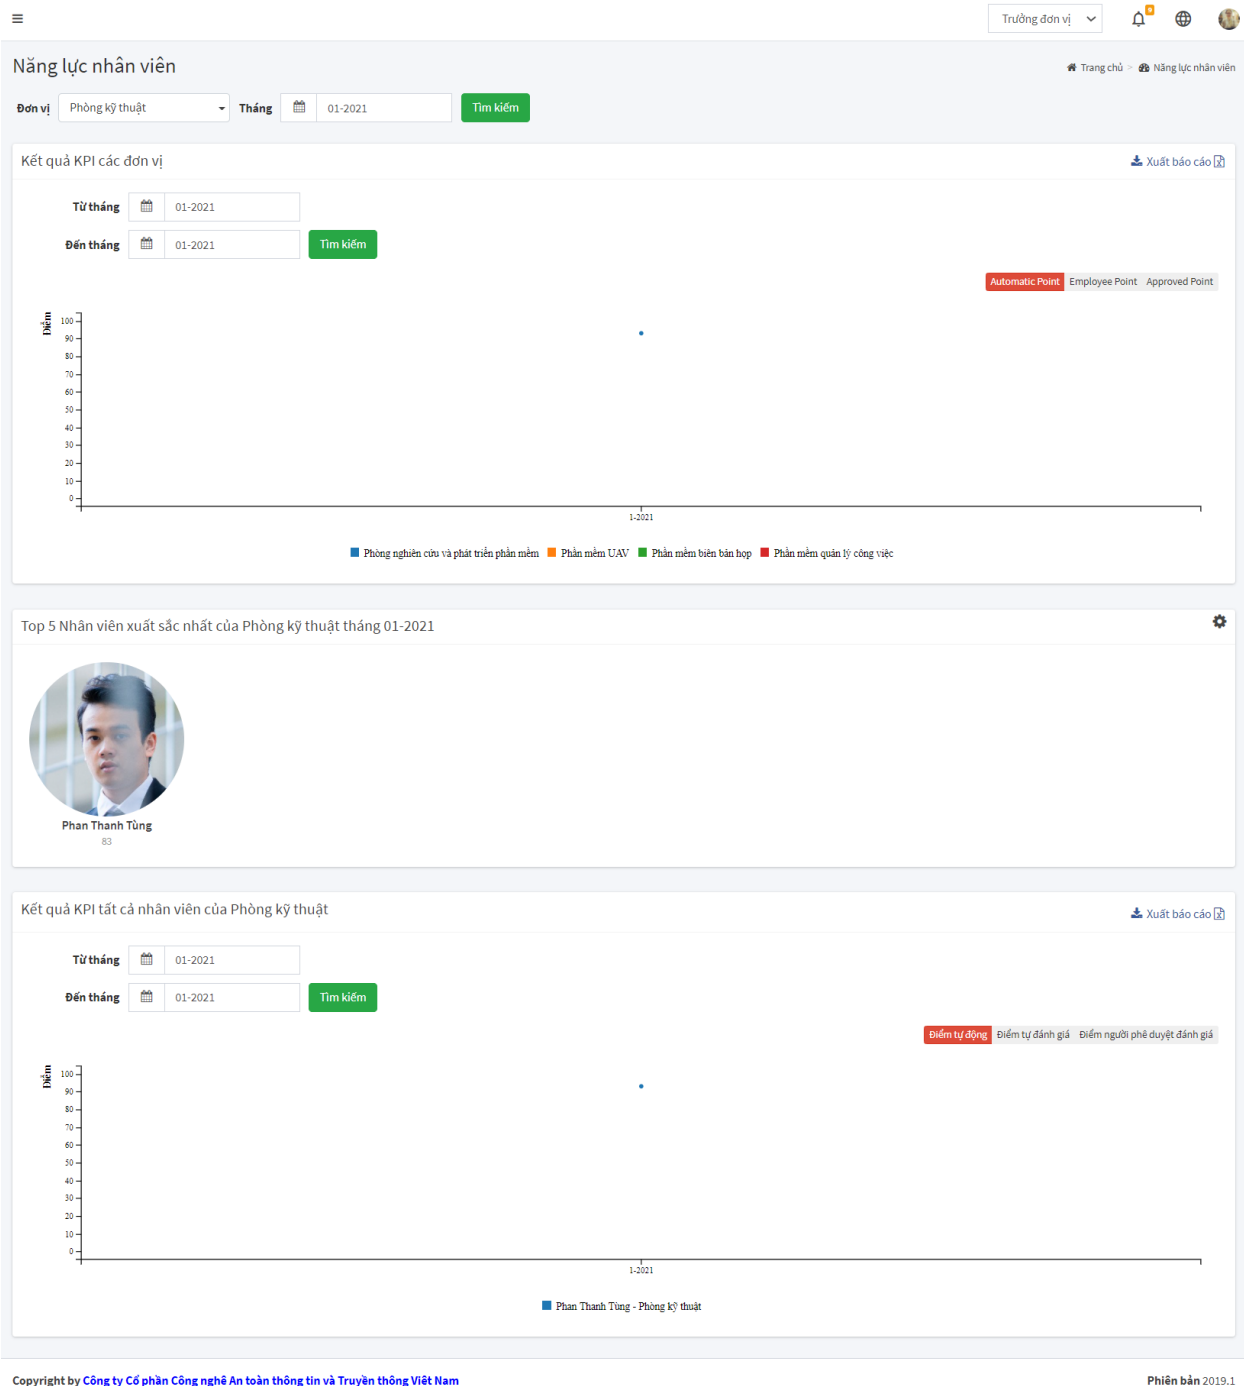 Trưởng đơn vị
9
Năng lực nhân viên
Trang chủ > Năng lực nhân viên
Đơn vị Phòng kỹ thuật Tháng 01-2021 Tìm kiếm
Kết quả KPI các đơn vị
Xuất báo cáo
Từ tháng 01-2021
Đến tháng 01-2021 Tìm kiếm
Automatic Point Employee Point Approved Point
Điểm
100
90
80
70
60
50
40
30
20
10
0
1-2021
Phòng nghiên cứu và phát triển phần mềm Phần mềm UAV Phần mềm biên bản họp Phần mềm quản lý công việc
Top 5 Nhân viên xuất sắc nhất của Phòng kỹ thuật tháng 01-2021
Phan Thanh Tùng
83
Kết quả KPI tất cả nhân viên của Phòng kỹ thuật
Xuất báo cáo
Từ tháng 01-2021
Đến tháng 01-2021 Tìm kiếm
Điểm tự động Điểm tự đánh giá Điểm người phê duyệt đánh giá
Điểm
100
90
80
70
60
50
40
30
20
10
0
1-2021
Phan Thanh Tùng - Phòng kỹ thuật
Copyright by Công ty Cổ phần Công nghệ An toàn thông tin và Truyền thông Việt Nam
Phiên bản 2019.1